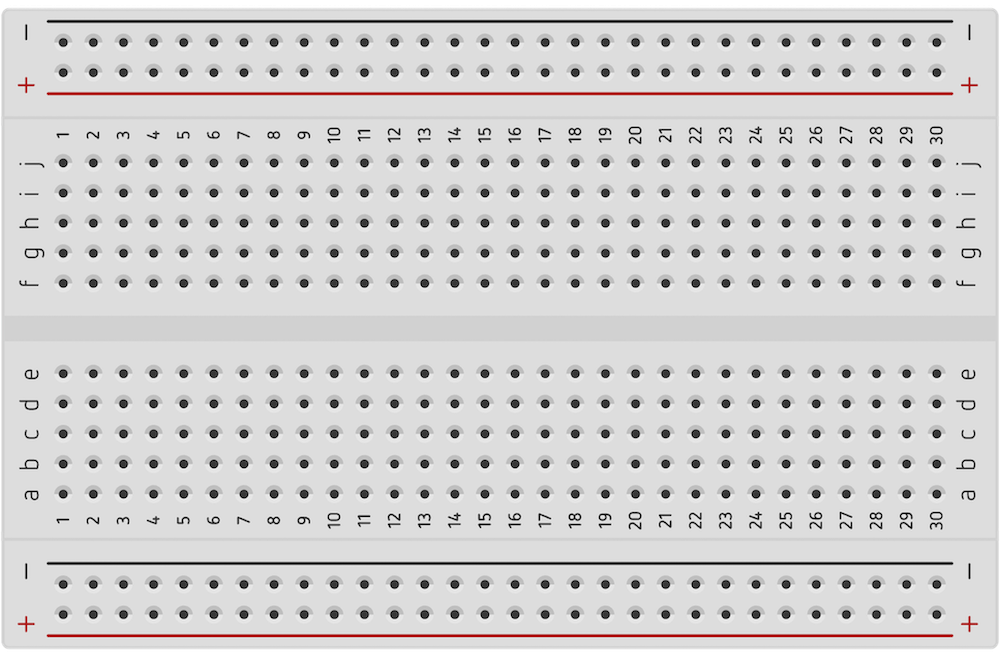 − −
+ +
1 2 3 4 5 6 7 8 9 10 11 12 13 14 15 16 17 18 19 20 21 22 23 24 25 26 27 28 29 30
j j
i i
h h
g g
f f
e e
d d
c c
b b
a a
1 2 3 4 5 6 7 8 9 10 11 12 13 14 15 16 17 18 19 20 21 22 23 24 25 26 27 28 29 30
− −
+ +